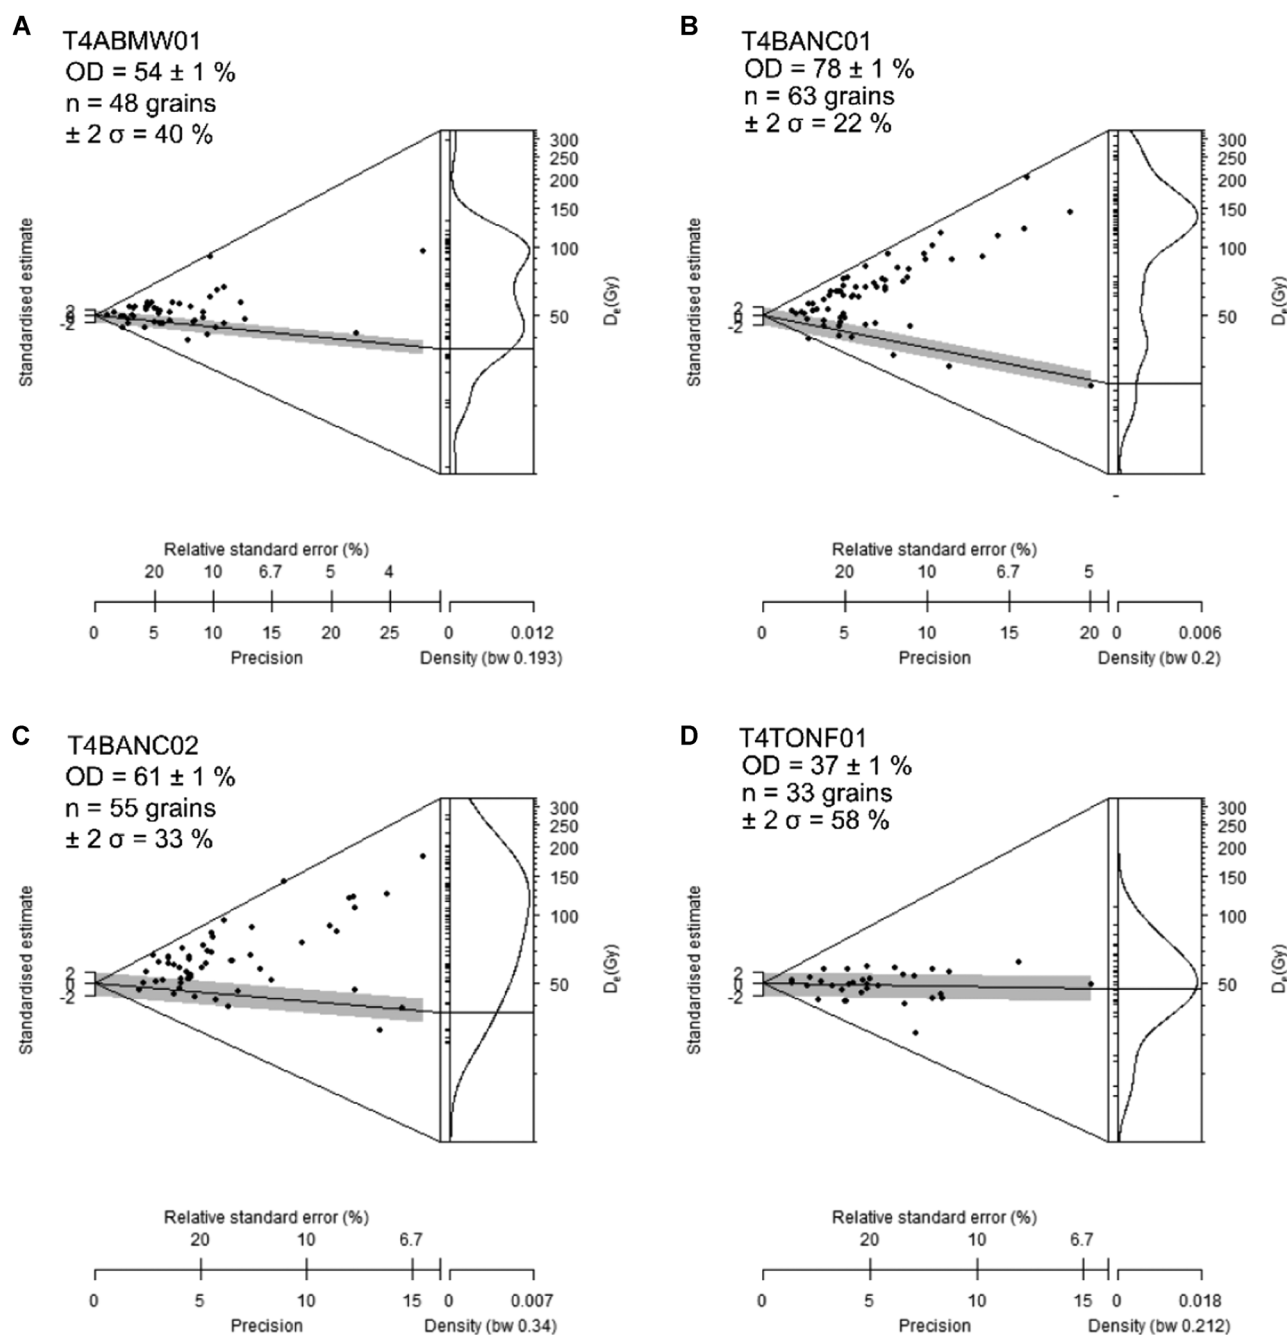 A
T4ABMW01
OD = 54 ± 1 %
n = 48 grains
± 2 σ = 40 %
Standardised estimate
2
0
-2
300
250
200
150
100
50
De(Gy)
Relative standard error (%)
20 10 6.7 5 4
0 5 10 15 20 25 0 0.012
Precision Density (bw 0.193)
B
T4BANC01
OD = 78 ± 1 %
n = 63 grains
± 2 σ = 22 %
Standardised estimate
2
0
-2
300
250
200
150
100
50
De(Gy)
Relative standard error (%)
20 10 6.7 5
0 5 10 15 20 0 0.006
Precision Density (bw 0.2)
C
T4BANC02
OD = 61 ± 1 %
n = 55 grains
± 2 σ = 33 %
Standardised estimate
2
0
-2
300
250
200
150
100
50
De(Gy)
Relative standard error (%)
20 10 6.7
0 5 10 15 0 0.007
Precision Density (bw 0.34)
D
T4TONF01
OD = 37 ± 1 %
n = 33 grains
± 2 σ = 58 %
Standardised estimate
2
0
-2
300
250
200
150
100
50
De(Gy)
Relative standard error (%)
20 10 6.7
0 5 10 15 0 0.018
Precision Density (bw 0.212)